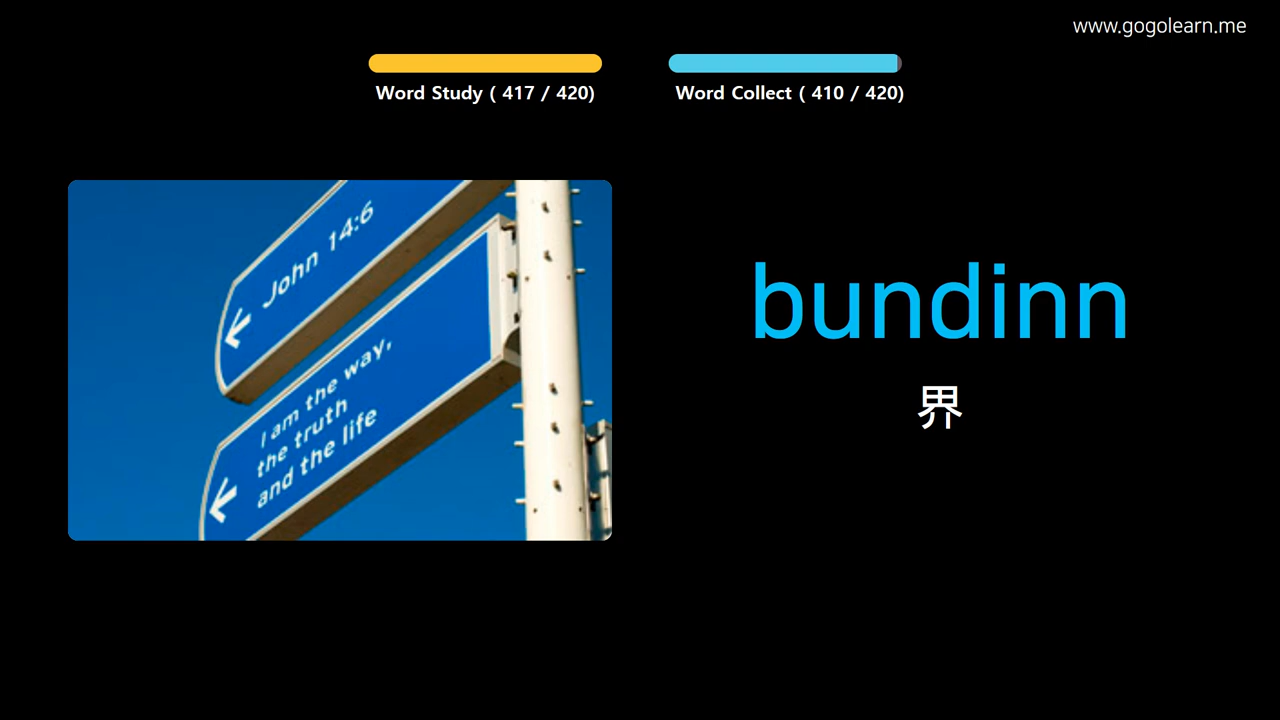 www.gogolearn.me
Word Study ( 417 / 420)
Word Collect ( 410 / 420)
John 14:6
I am the way,
the truth
and the life
bundinn
界